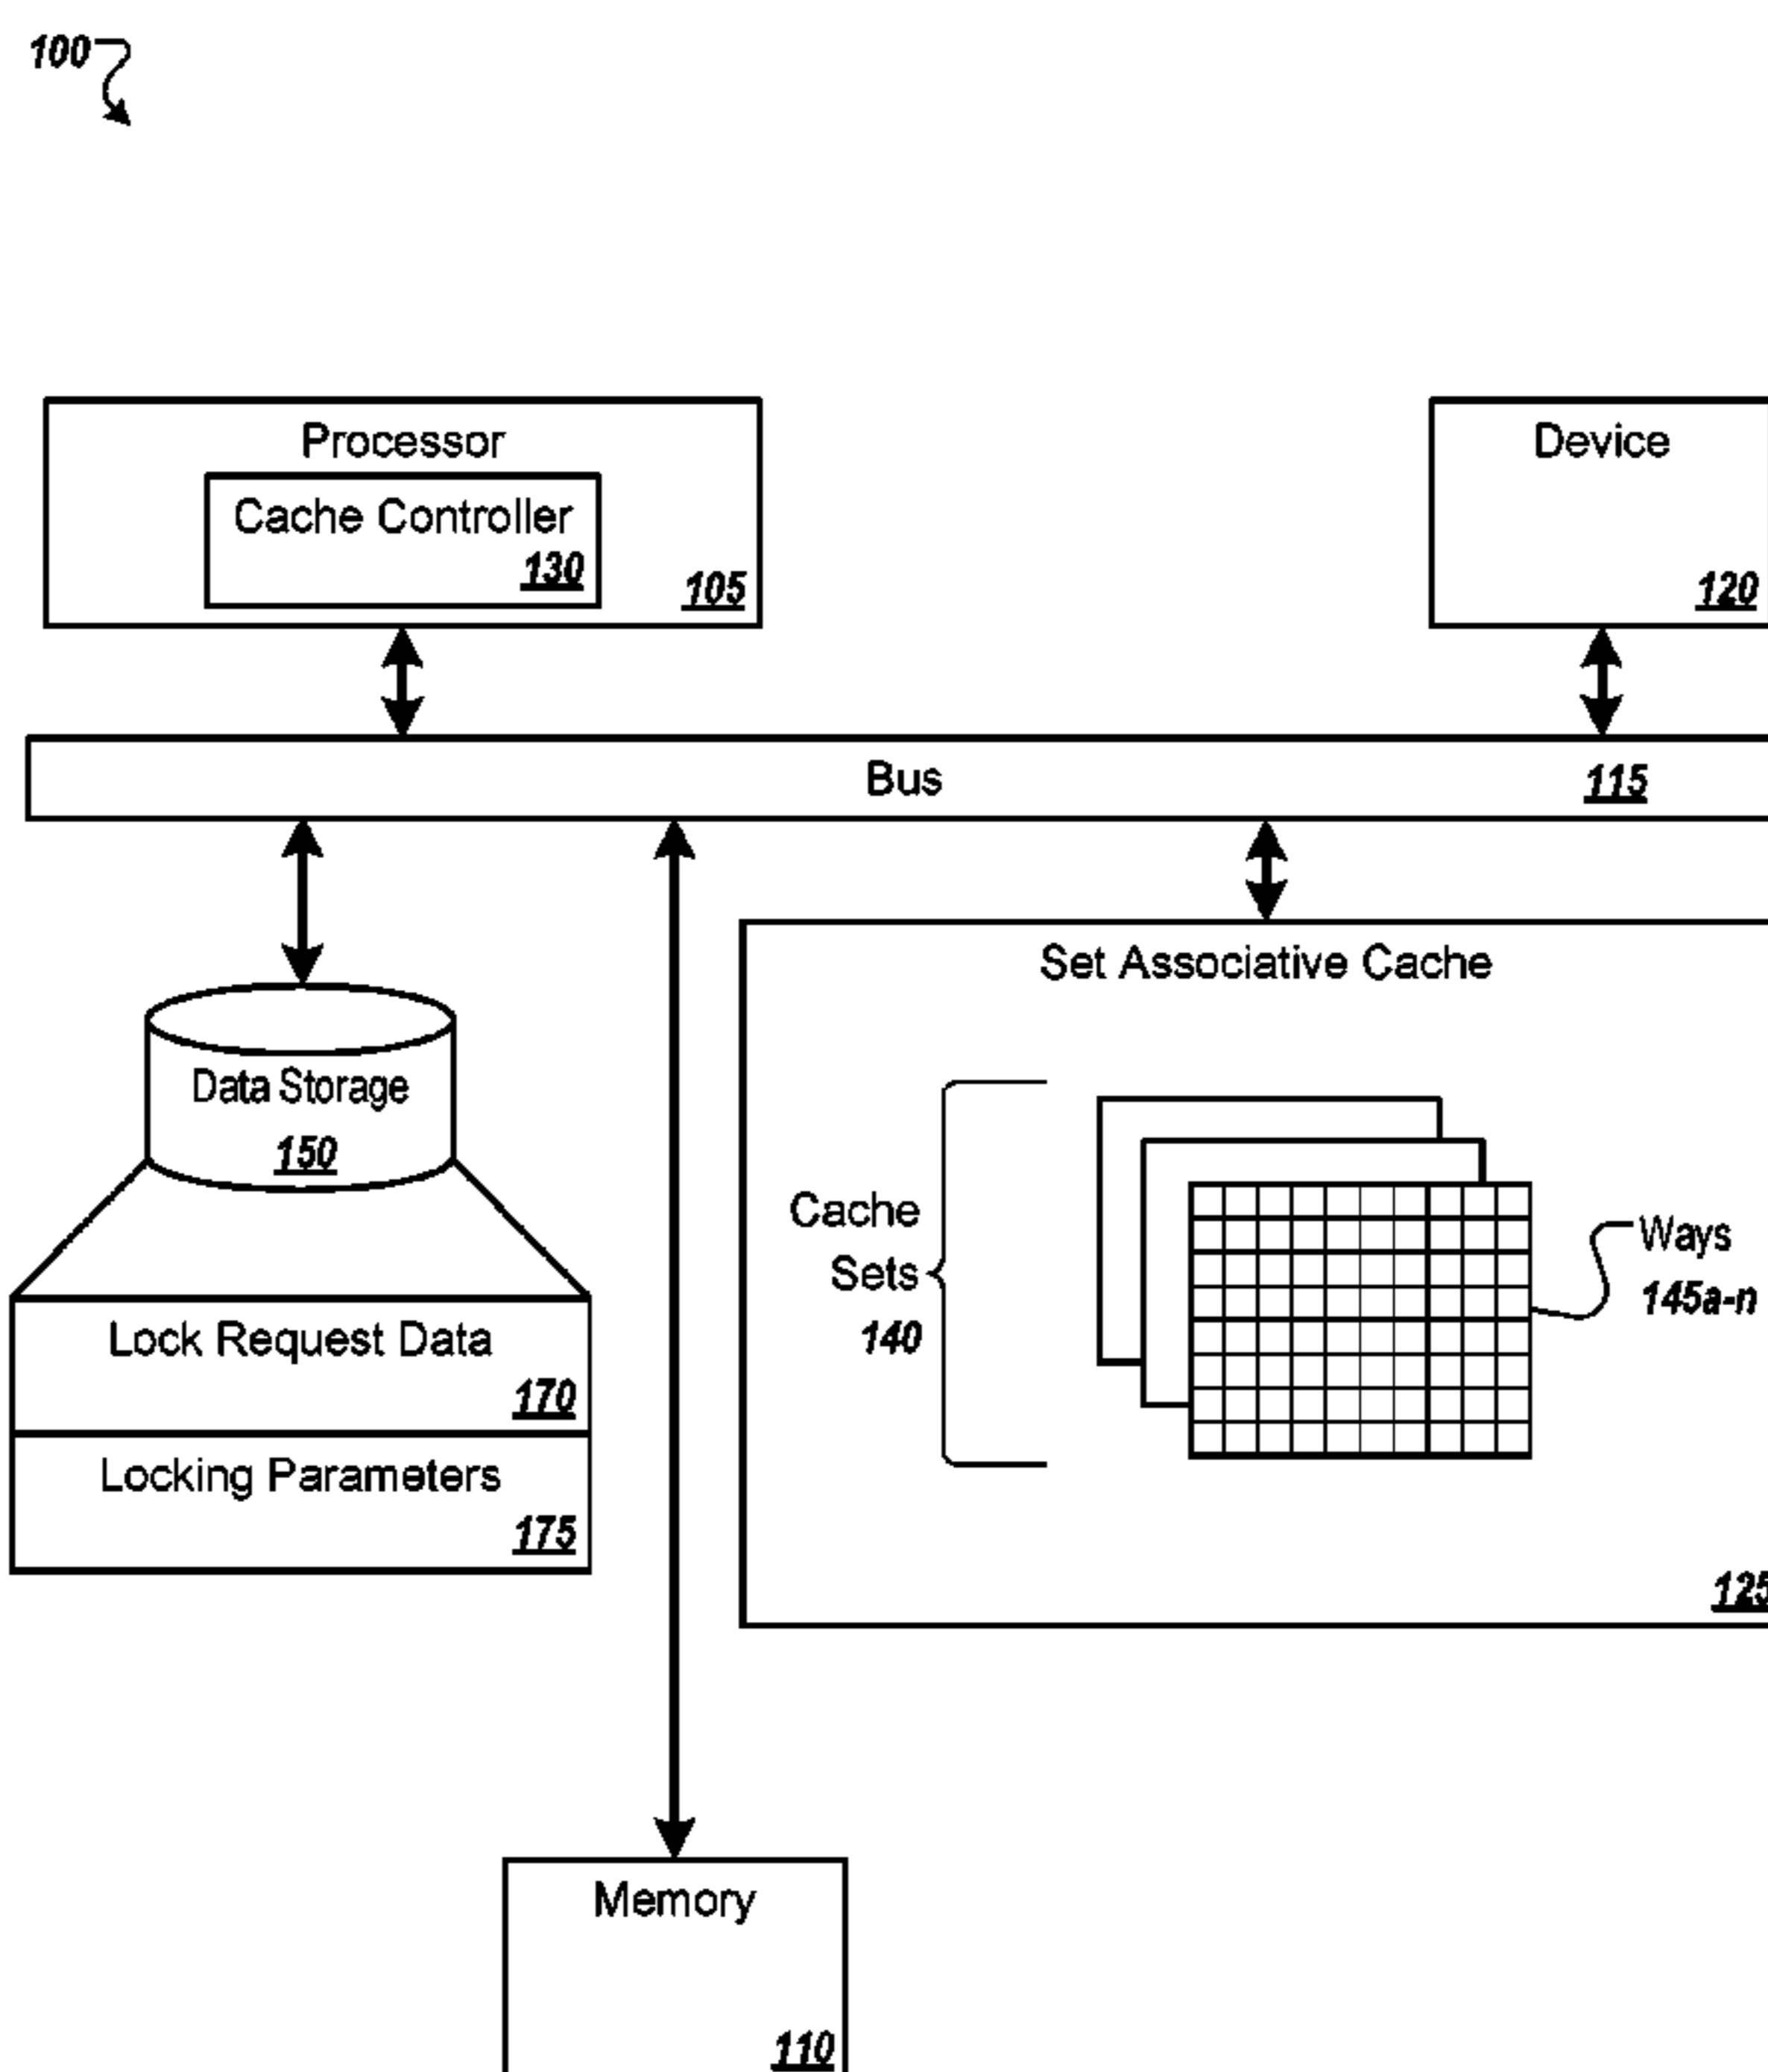 100
Processor
Cache Controller
130
105
Device
120
Bus
115
Data Storage
150
Lock Request Data
170
Locking Parameters
175
Set Associative Cache
Cache
Sets
140
Ways
145a-n
125
Memory
110